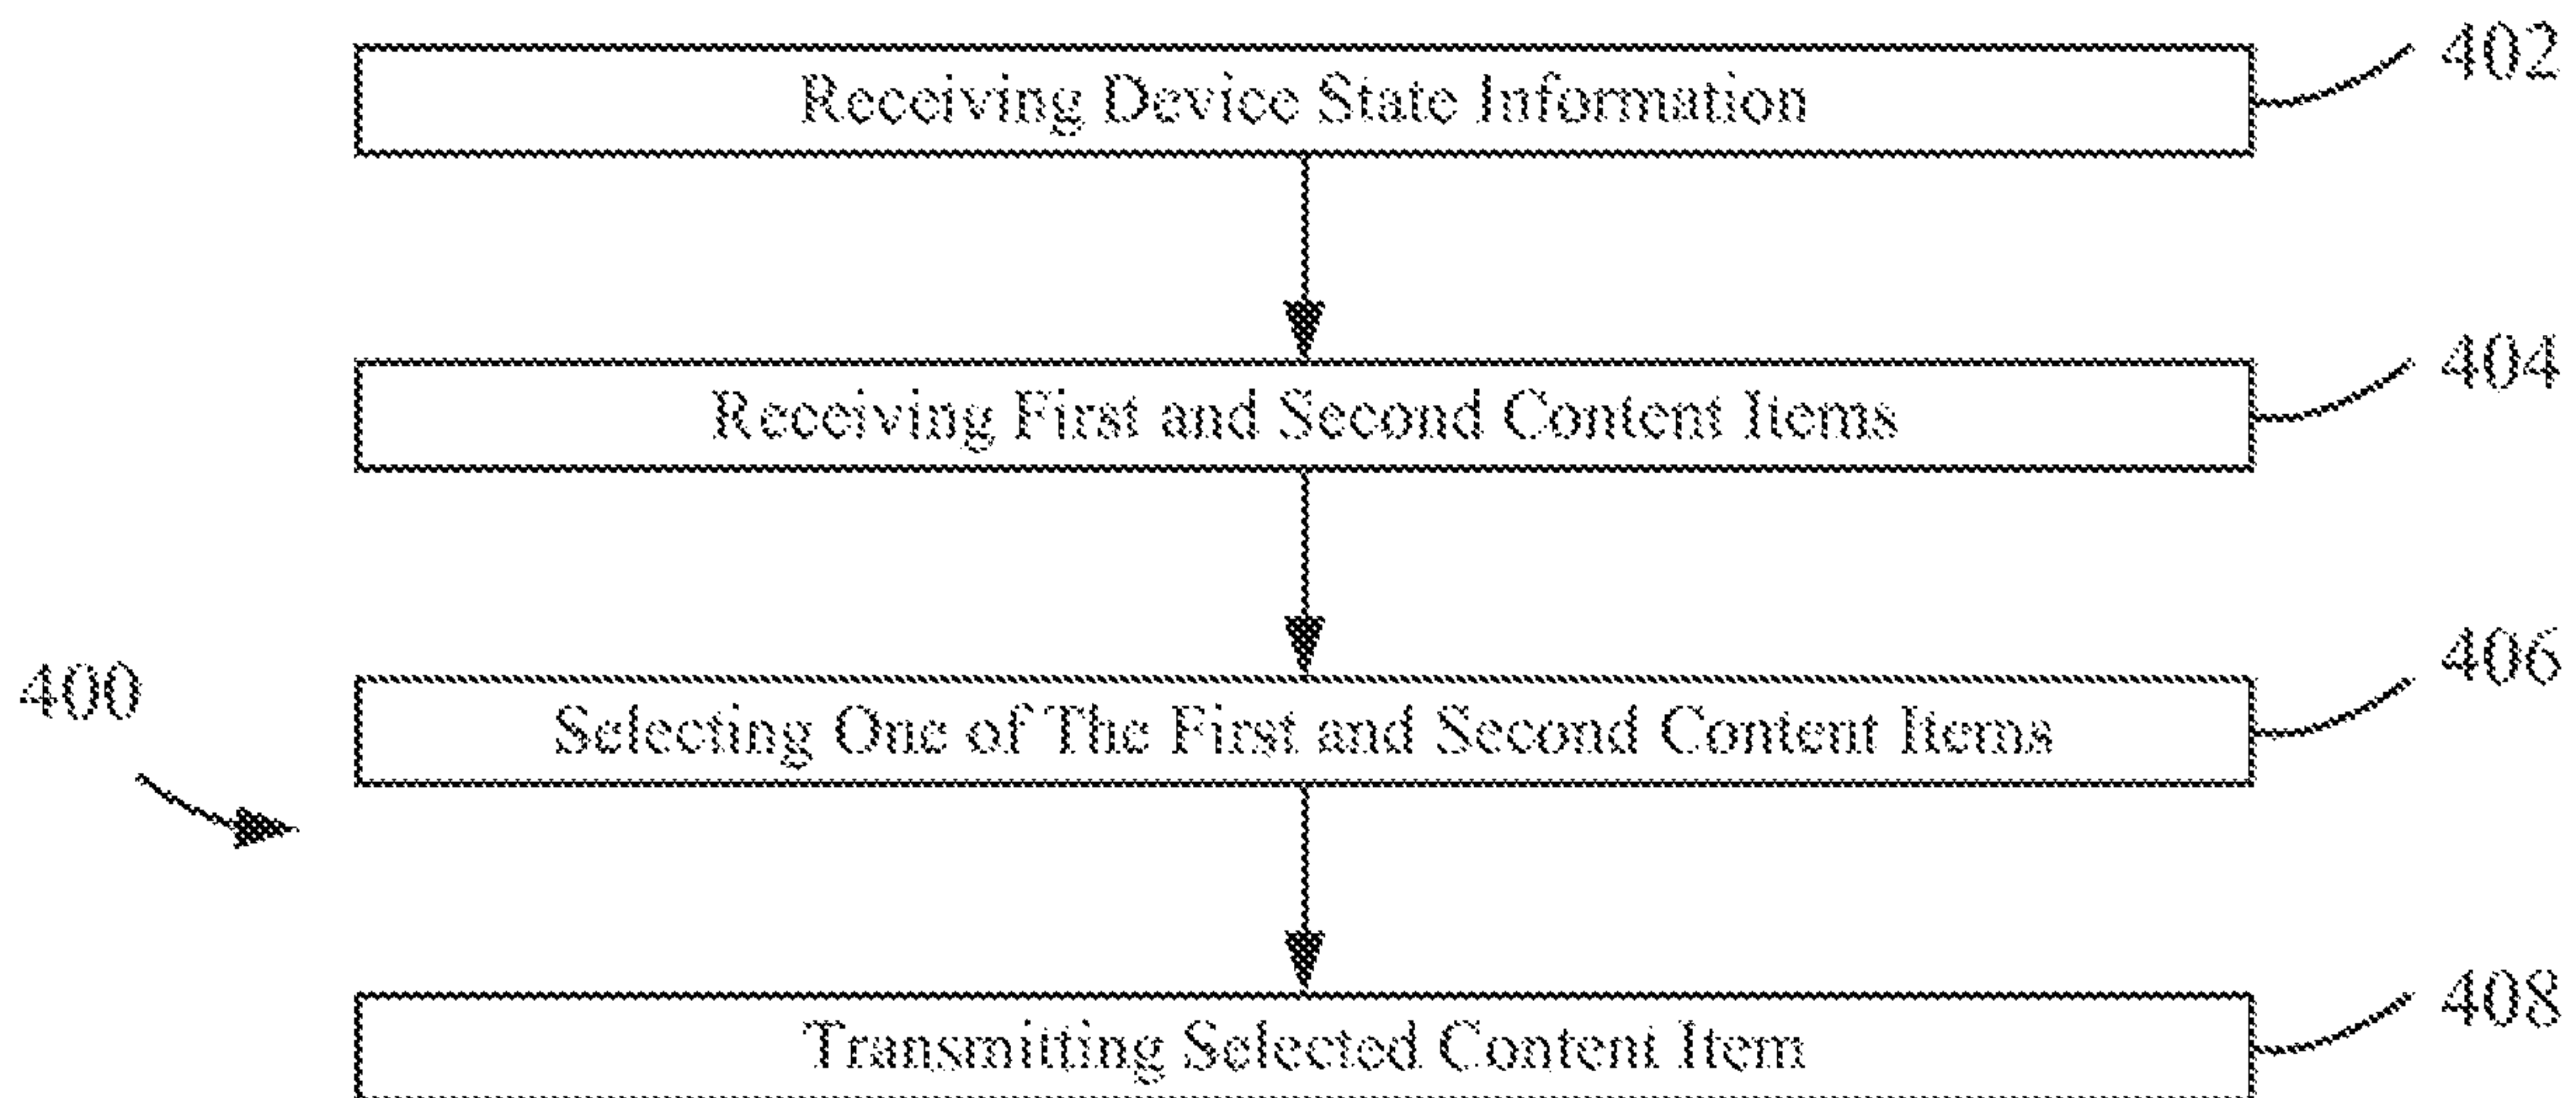 Receiving Device State Information
402
Receiving First and Second Content Items
404
400
Selecting One of The First and Second Content Items
406
Transmitting Selected Content Item
408